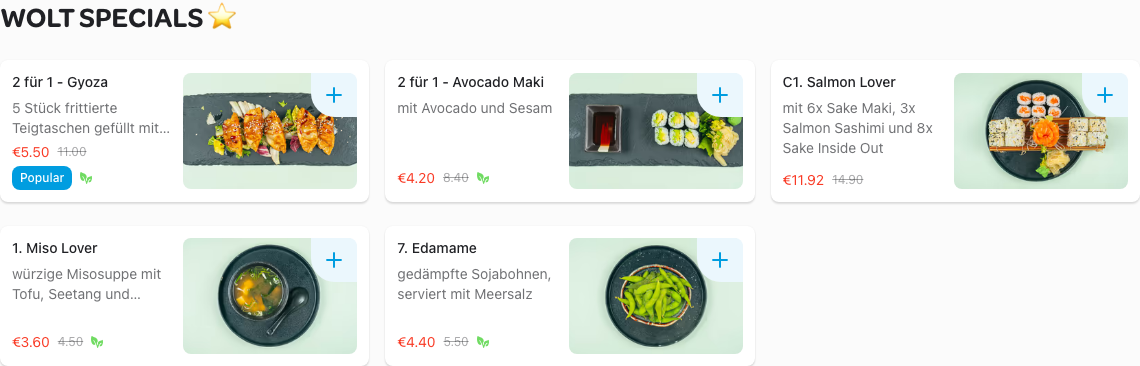 WOLT SPECIALS ⭐
2 für 1 - Gyoza
5 Stück frittierte
Teigtaschen gefüllt mit...
€5.50 11.00
Popular
2 für 1 - Avocado Maki
mit Avocado und Sesam
€4.20 8.40
C1. Salmon Lover
mit 6x Sake Maki, 3x
Salmon Sashimi und 8x
Sake Inside Out
€11.92 14.90
1. Miso Lover
würzige Misosuppe mit
Tofu, Seetang und...
€3.60 4.50
7. Edamame
gedämpfte Sojabohnen,
serviert mit Meersalz
€4.40 5.50